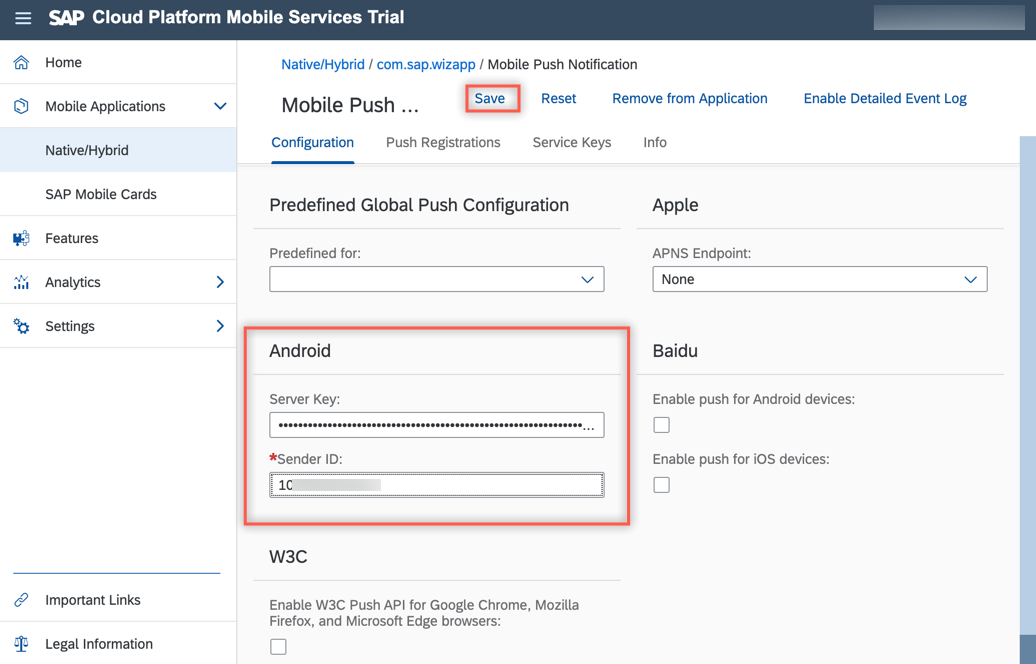 SAP Cloud Platform Mobile Services Trial
Home
Mobile Applications
Native/Hybrid
SAP Mobile Cards
Features
Analytics
Settings
Important Links
Legal Information
Native/Hybrid / com.sap.wizapp / Mobile Push Notification
Mobile Push ...
Save
Reset
Remove from Application
Enable Detailed Event Log
Configuration
Push Registrations
Service Keys
Info
Predefined Global Push Configuration
Predefined for:
Apple
APNS Endpoint:
None
Android
Server Key:
*Sender ID:
10
Baidu
Enable push for Android devices:
Enable push for iOS devices:
W3C
Enable W3C Push API for Google Chrome, Mozilla
Firefox, and Microsoft Edge browsers: